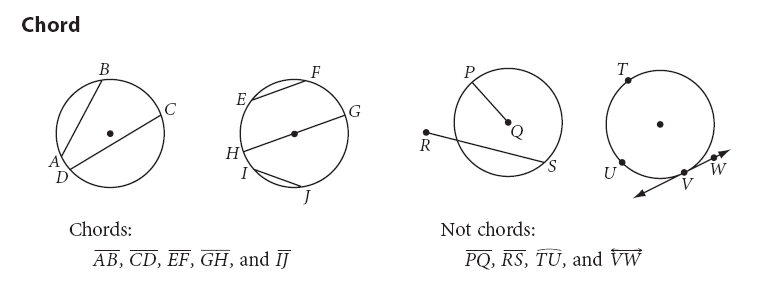 Chord
B
C
A
D
E
F
G
H
I
J
P
Q
R
S
T
U
V
W
Chords:
AB, CD, EF, GH, and IJ
Not chords:
PQ, RS, TU, and VW